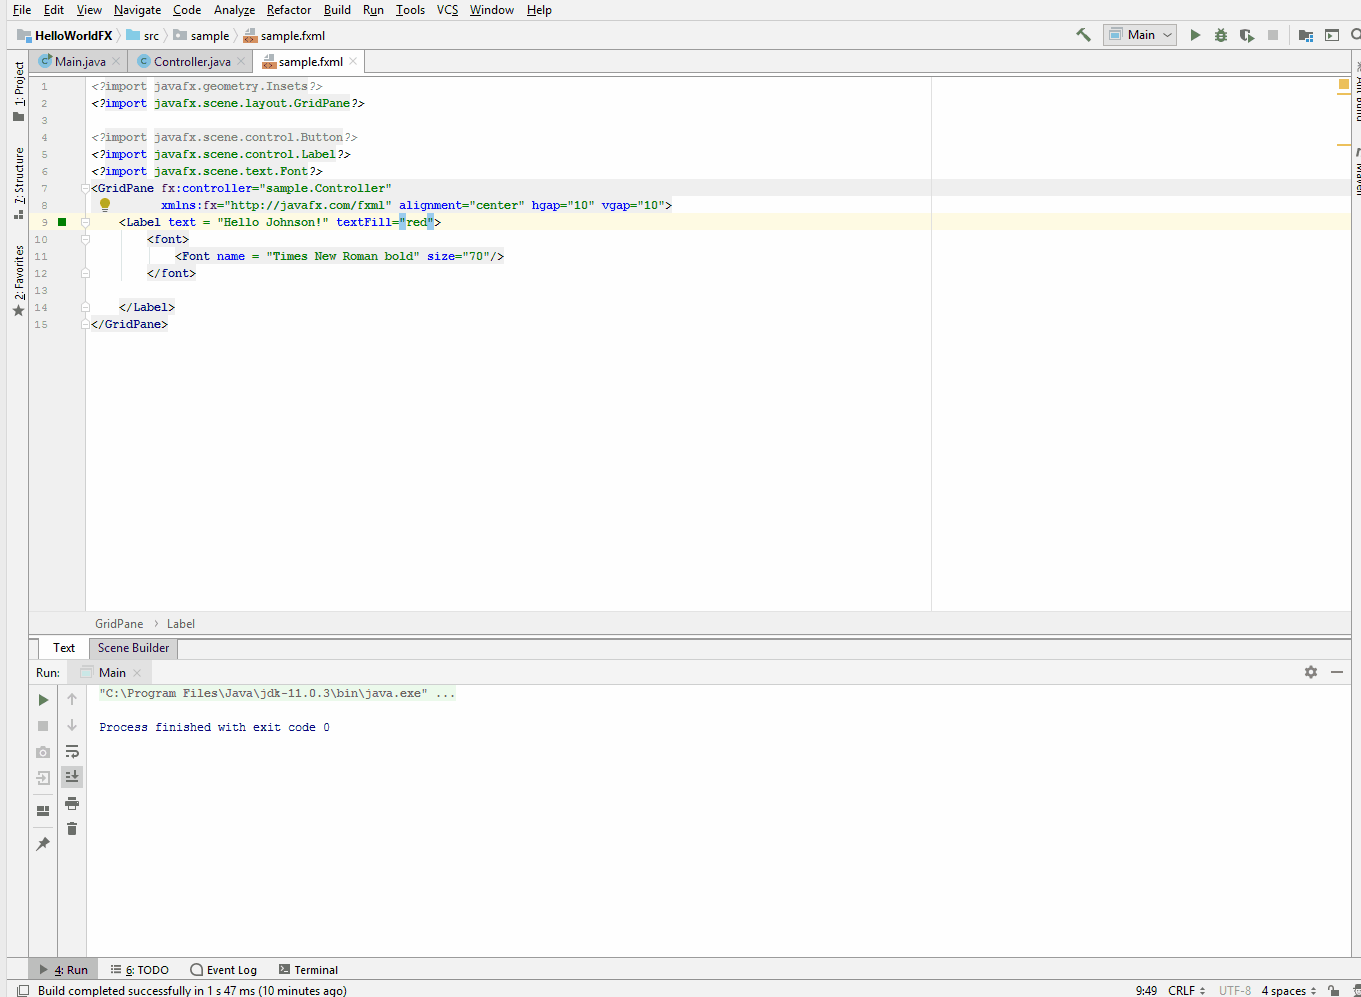 File Edit View Navigate Code Analyze Refactor Build Run Tools VCS Window Help
HelloWorldFX src sample sample.fxml Main
Main.java Controller.java sample.fxml
1: Project
7: Structure
2: Favorites
1 <?import javafx.geometry.Insets?>
2 <?import javafx.scene.layout.GridPane?>
3
4 <?import javafx.scene.control.Button?>
5 <?import javafx.scene.control.Label?>
6 <?import javafx.scene.text.Font?>
7 <GridPane fx:controller="sample.Controller"
8 xmlns:fx="http://javafx.com/fxml" alignment="center" hgap="10" vgap="10">
9 <Label text = "Hello Johnson!" textFill="red">
10 <font>
11 <Font name = "Times New Roman bold" size="70"/>
12 </font>
13
14 </Label>
15 </GridPane>
GridPane › Label
Text Scene Builder
Run: Main
"C:\Program Files\Java\jdk-11.0.3\bin\java.exe" ...
Process finished with exit code 0
4: Run 6: TODO Event Log Terminal
Build completed successfully in 1 s 47 ms (10 minutes ago) 9:49 CRLF UTF-8 4 spaces